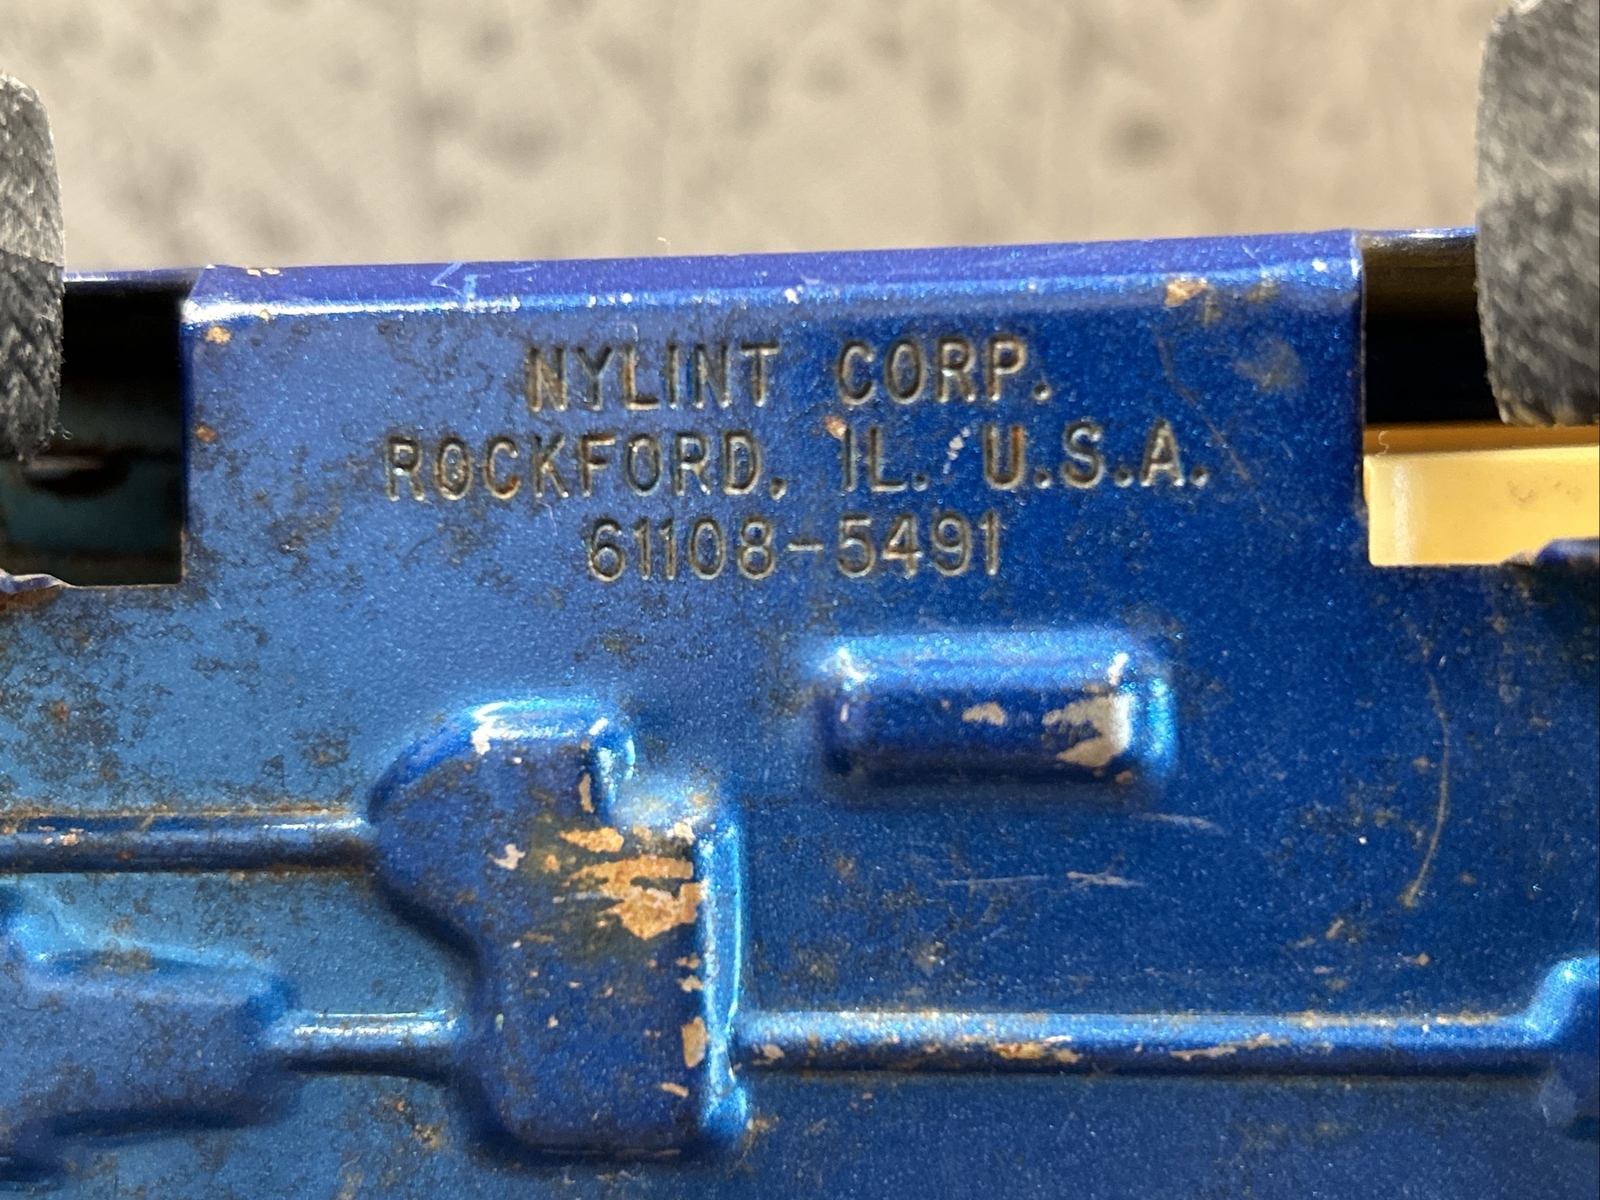 NYLINT CORP.
ROCKFORD, IL. U.S.A.
61108-5491